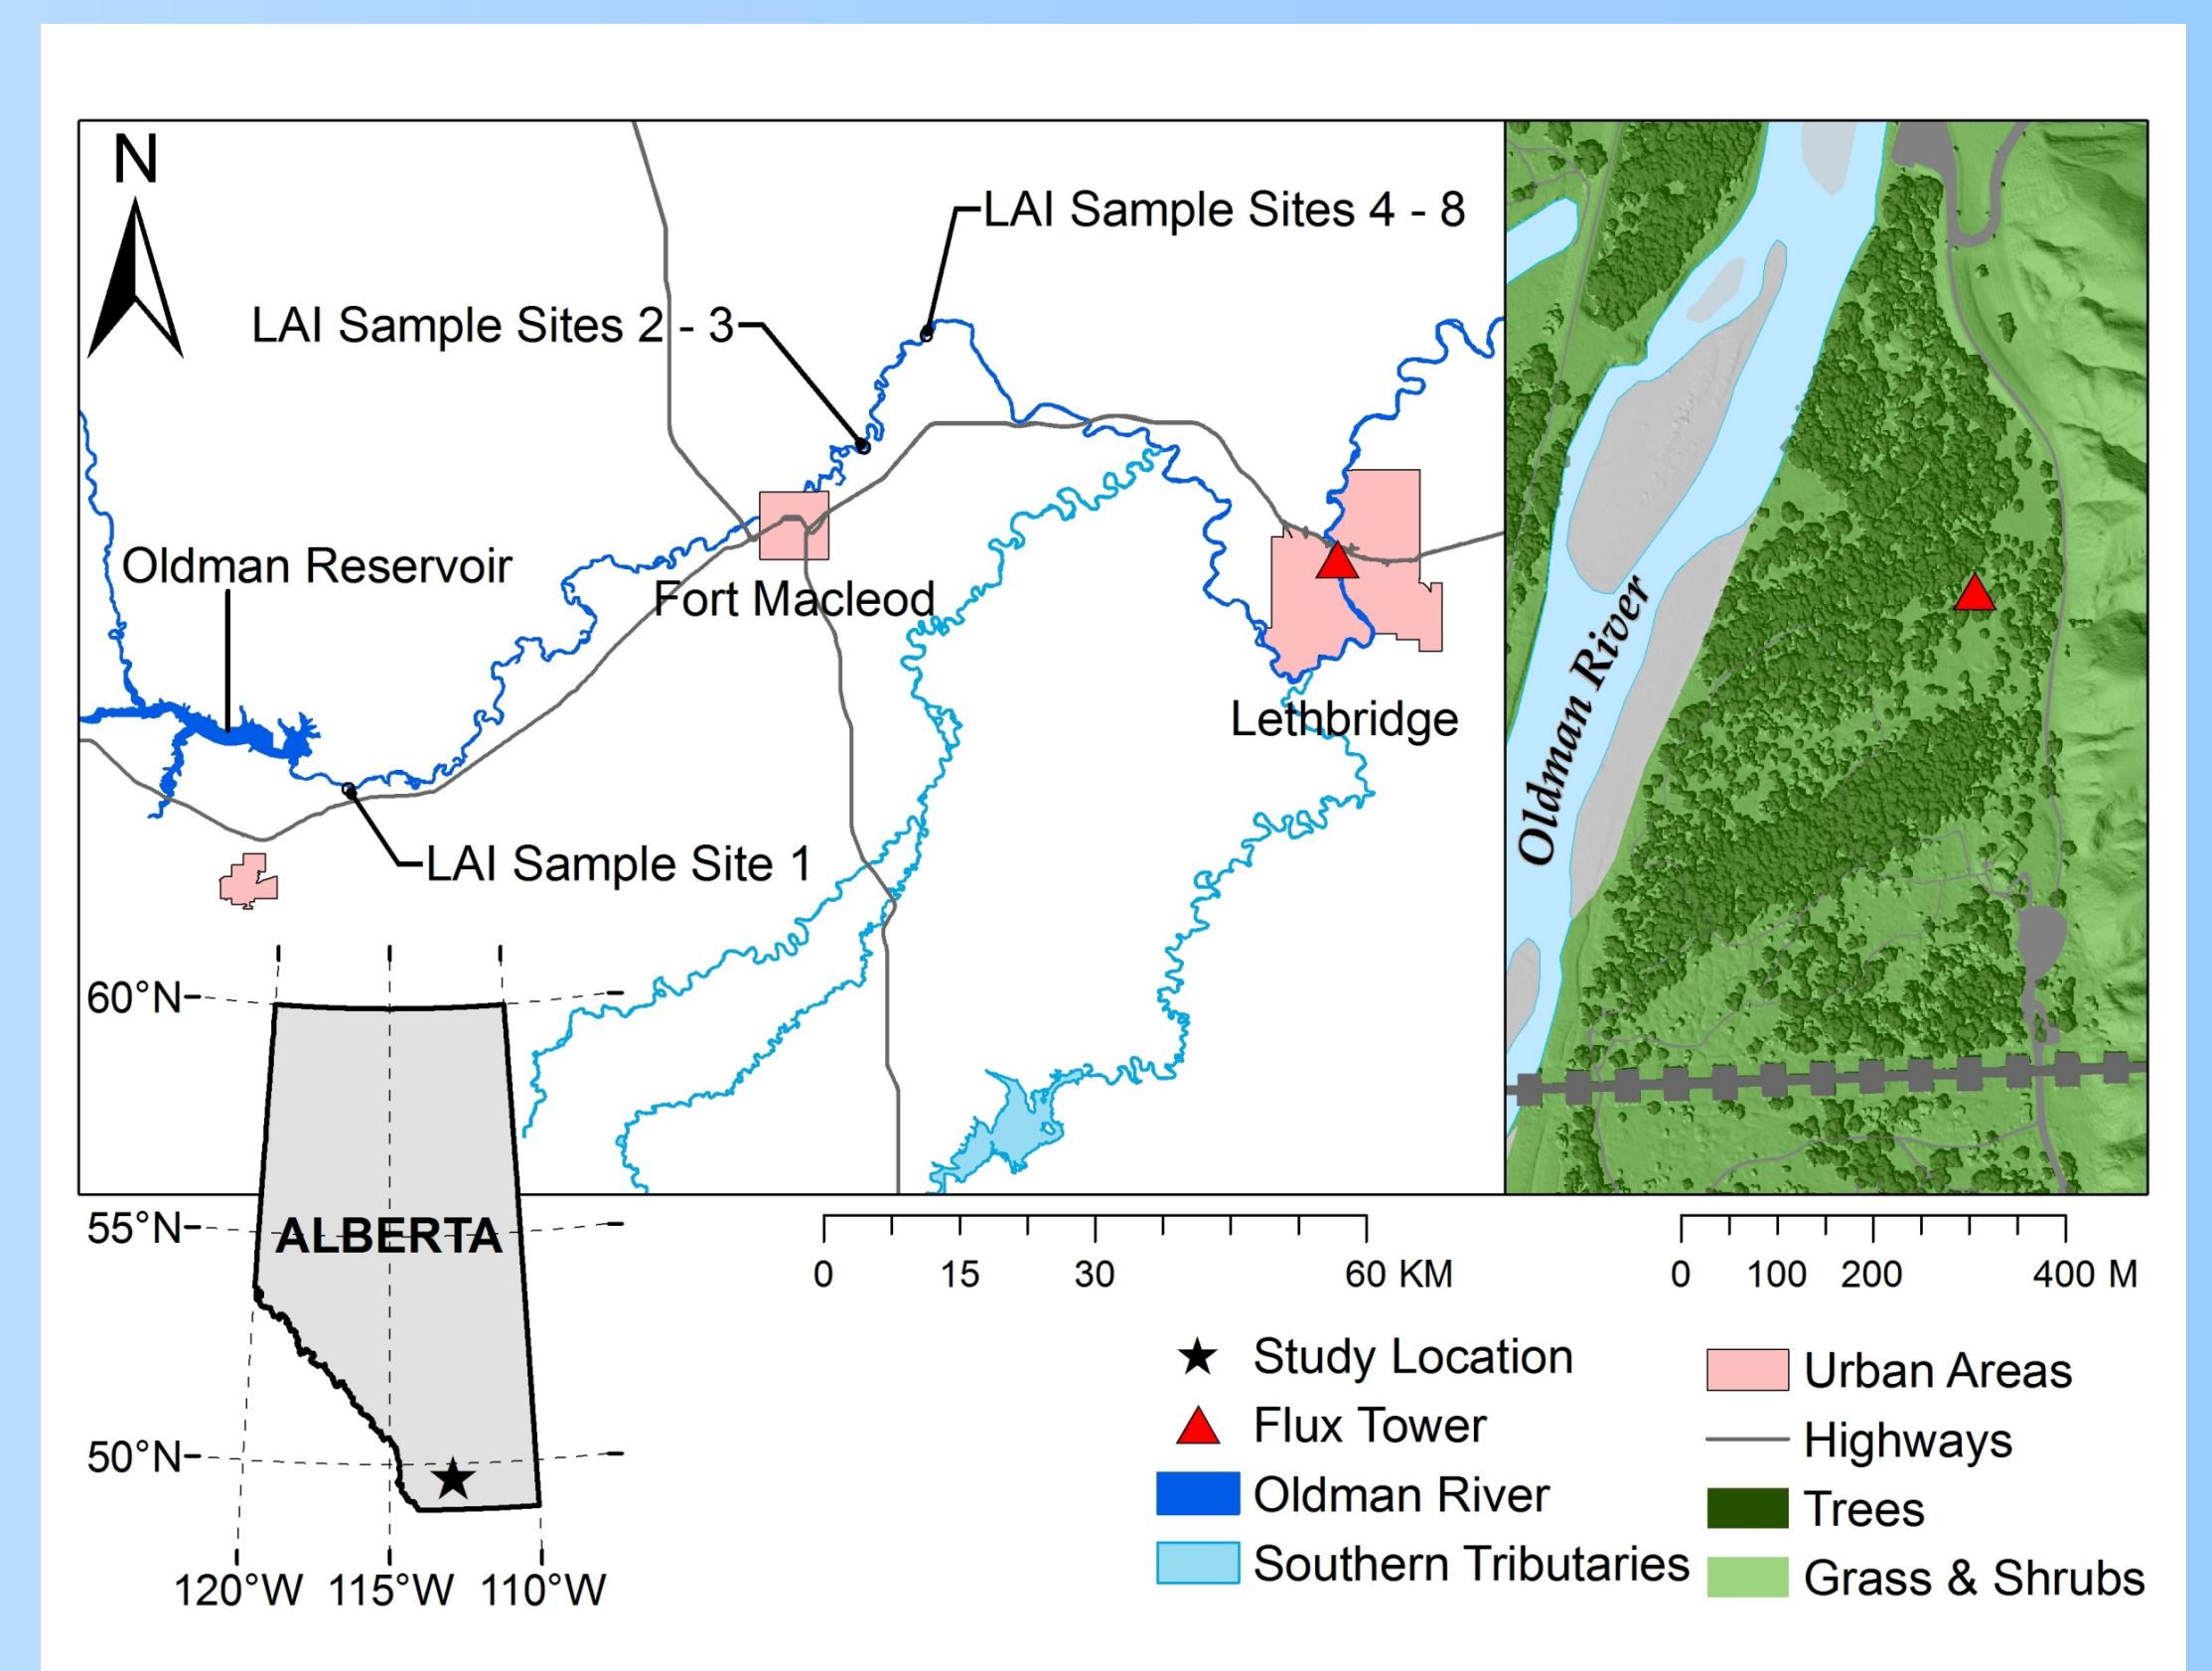 N
LAI Sample Sites 4 - 8
LAI Sample Sites 2 - 3
Oldman Reservoir
Fort Macleod
Lethbridge
LAI Sample Site 1
Oldman River
60°N
55°N
50°N
ALBERTA
120°W 115°W 110°W
0 15 30 60 KM
0 100 200 400 M
Study Location
Flux Tower
Oldman River
Southern Tributaries
Urban Areas
Highways
Trees
Grass & Shrubs